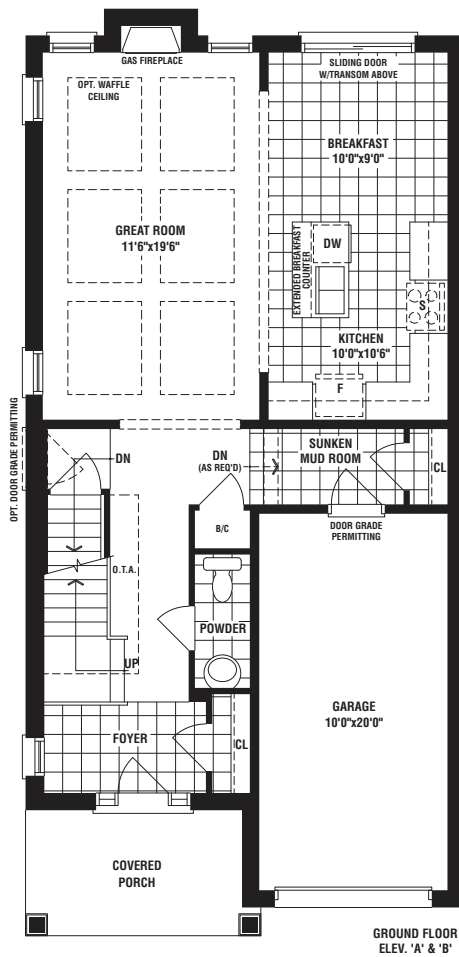 GAS FIREPLACE
SLIDING DOOR
W/TRANSOM ABOVE
OPT. WAFFLE
CEILING
BREAKFAST
10'0"x9'0"
GREAT ROOM
11'6"x19'6"
EXTENDED BREAKFAST
COUNTER
DW
S
KITCHEN
10'0"x10'6"
F
OPT. DOOR GRADE PERMITTING
DN
DN
(AS REQ'D)
SUNKEN
MUD ROOM
CL
B/C
DOOR GRADE
PERMITTING
O.T.A.
POWDER
UP
GARAGE
10'0"x20'0"
FOYER
CL
COVERED
PORCH
GROUND FLOOR
ELEV. 'A' & 'B'